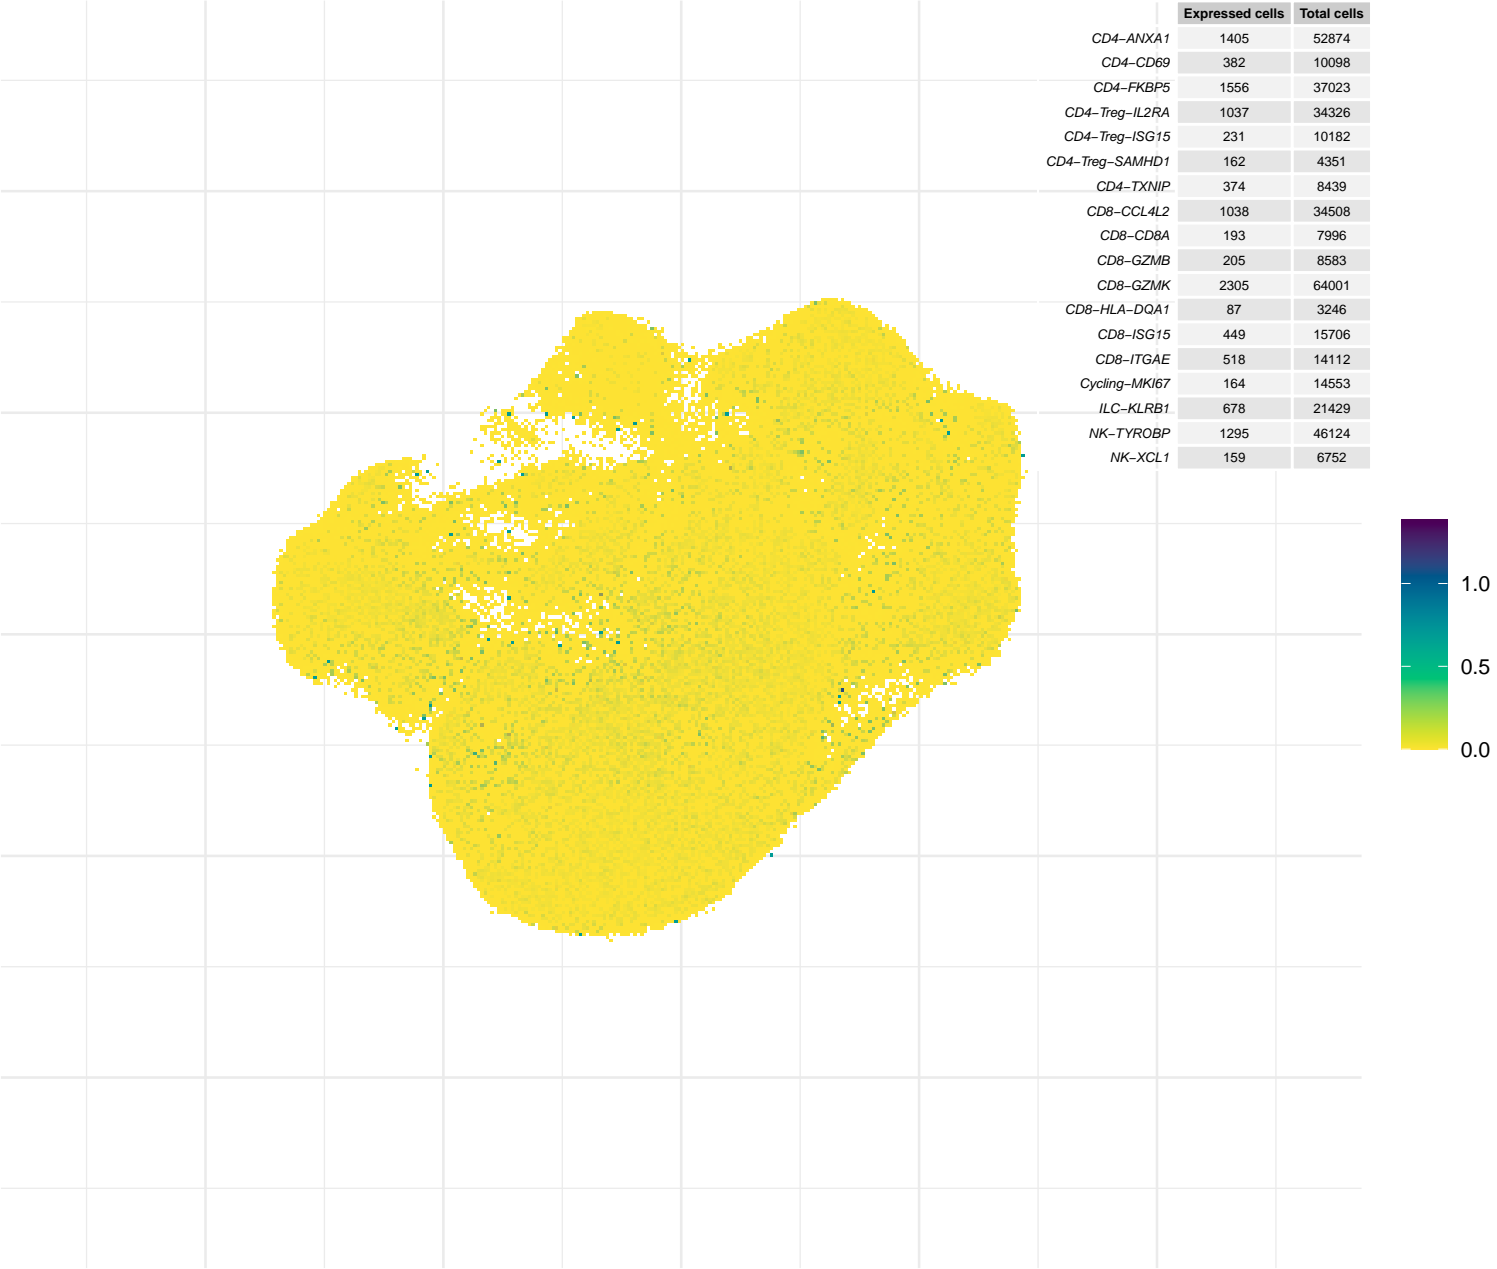 Expressed cells Total cells
CD4−ANXA1 1405 52874
CD4−CD69 382 10098
CD4−FKBP5 1556 37023
CD4−Treg−IL2RA 1037 34326
CD4−Treg−ISG15 231 10182
CD4−Treg−SAMHD1 162 4351
CD4−TXNIP 374 8439
CD8−CCL4L2 1038 34508
CD8−CD8A 193 7996
CD8−GZMB 205 8583
CD8−GZMK 2305 64001
CD8−HLA−DQA1 87 3246
CD8−ISG15 449 15706
CD8−ITGAE 518 14112
Cycling−MKI67 164 14553
ILC−KLRB1 678 21429
NK−TYROBP 1295 46124
NK−XCL1 159 6752
1.0
0.5
0.0